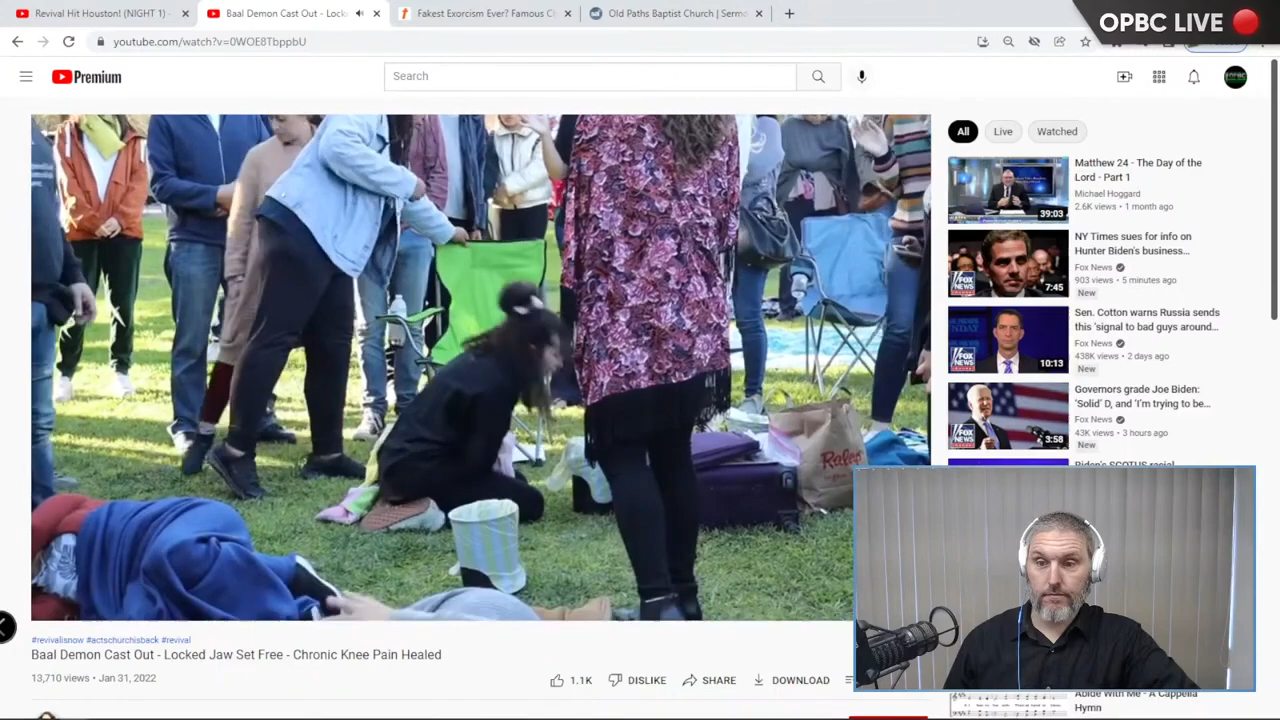 Revival Hit Houston! (NIGHT 1) -
Baal Demon Cast Out - Lock
Fakest Exorcism Ever? Famous C
Old Paths Baptist Church | Sermo
OPBC LIVE
youtube.com/watch?v=0WOE8TbppbU
Premium
Search
All
Live
Watched
Matthew 24 - The Day of the
Lord - Part 1
Michael Hoggard
2.6K views • 1 month ago
39:03
NY Times sues for info on
Hunter Biden's business...
Fox News
903 views • 5 minutes ago
New
7:45
Sen. Cotton warns Russia sends
this 'signal to bad guys around...
Fox News
438K views • 2 days ago
New
10:13
Governors grade Joe Biden:
'Solid' D, and 'I'm trying to be...
Fox News
43K views • 3 hours ago
New
3:58
Biden's SCOTUS racial
Raley
#revivalisnow #actschurchisback #revival
Baal Demon Cast Out - Locked Jaw Set Free - Chronic Knee Pain Healed
13,710 views • Jan 31, 2022
1.1K
DISLIKE
SHARE
DOWNLOAD
Abide With Me - A Cappella
Hymn